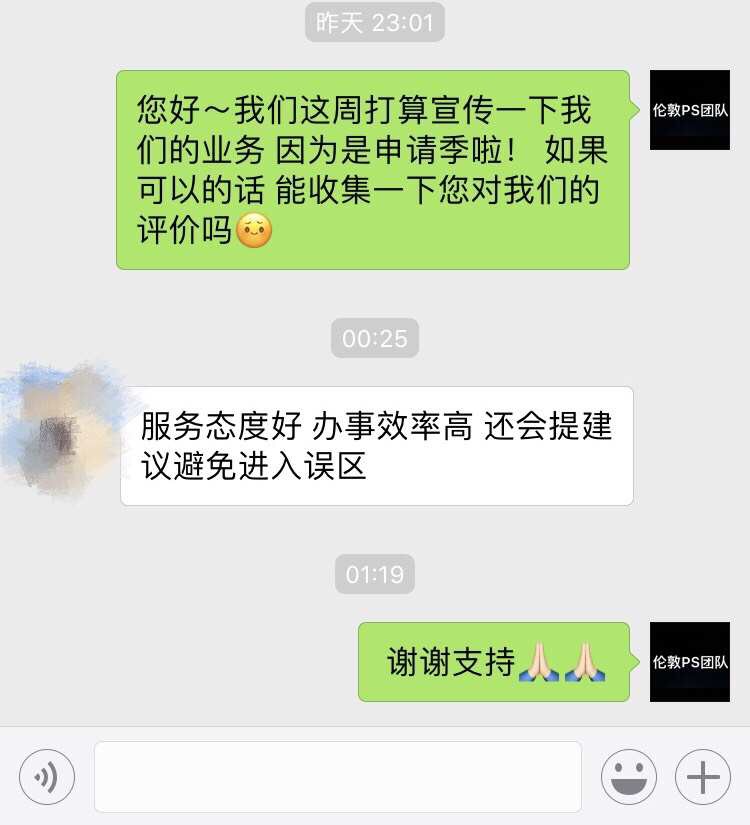 昨天 23:01
您好～我们这周打算宣传一下我
们的业务 因为是申请季啦！ 如果
可以的话 能收集一下您对我们的
评价吗
伦敦PS团队
00:25
服务态度好 办事效率高 还会提建
议避免进入误区
01:19
谢谢支持
伦敦PS团队